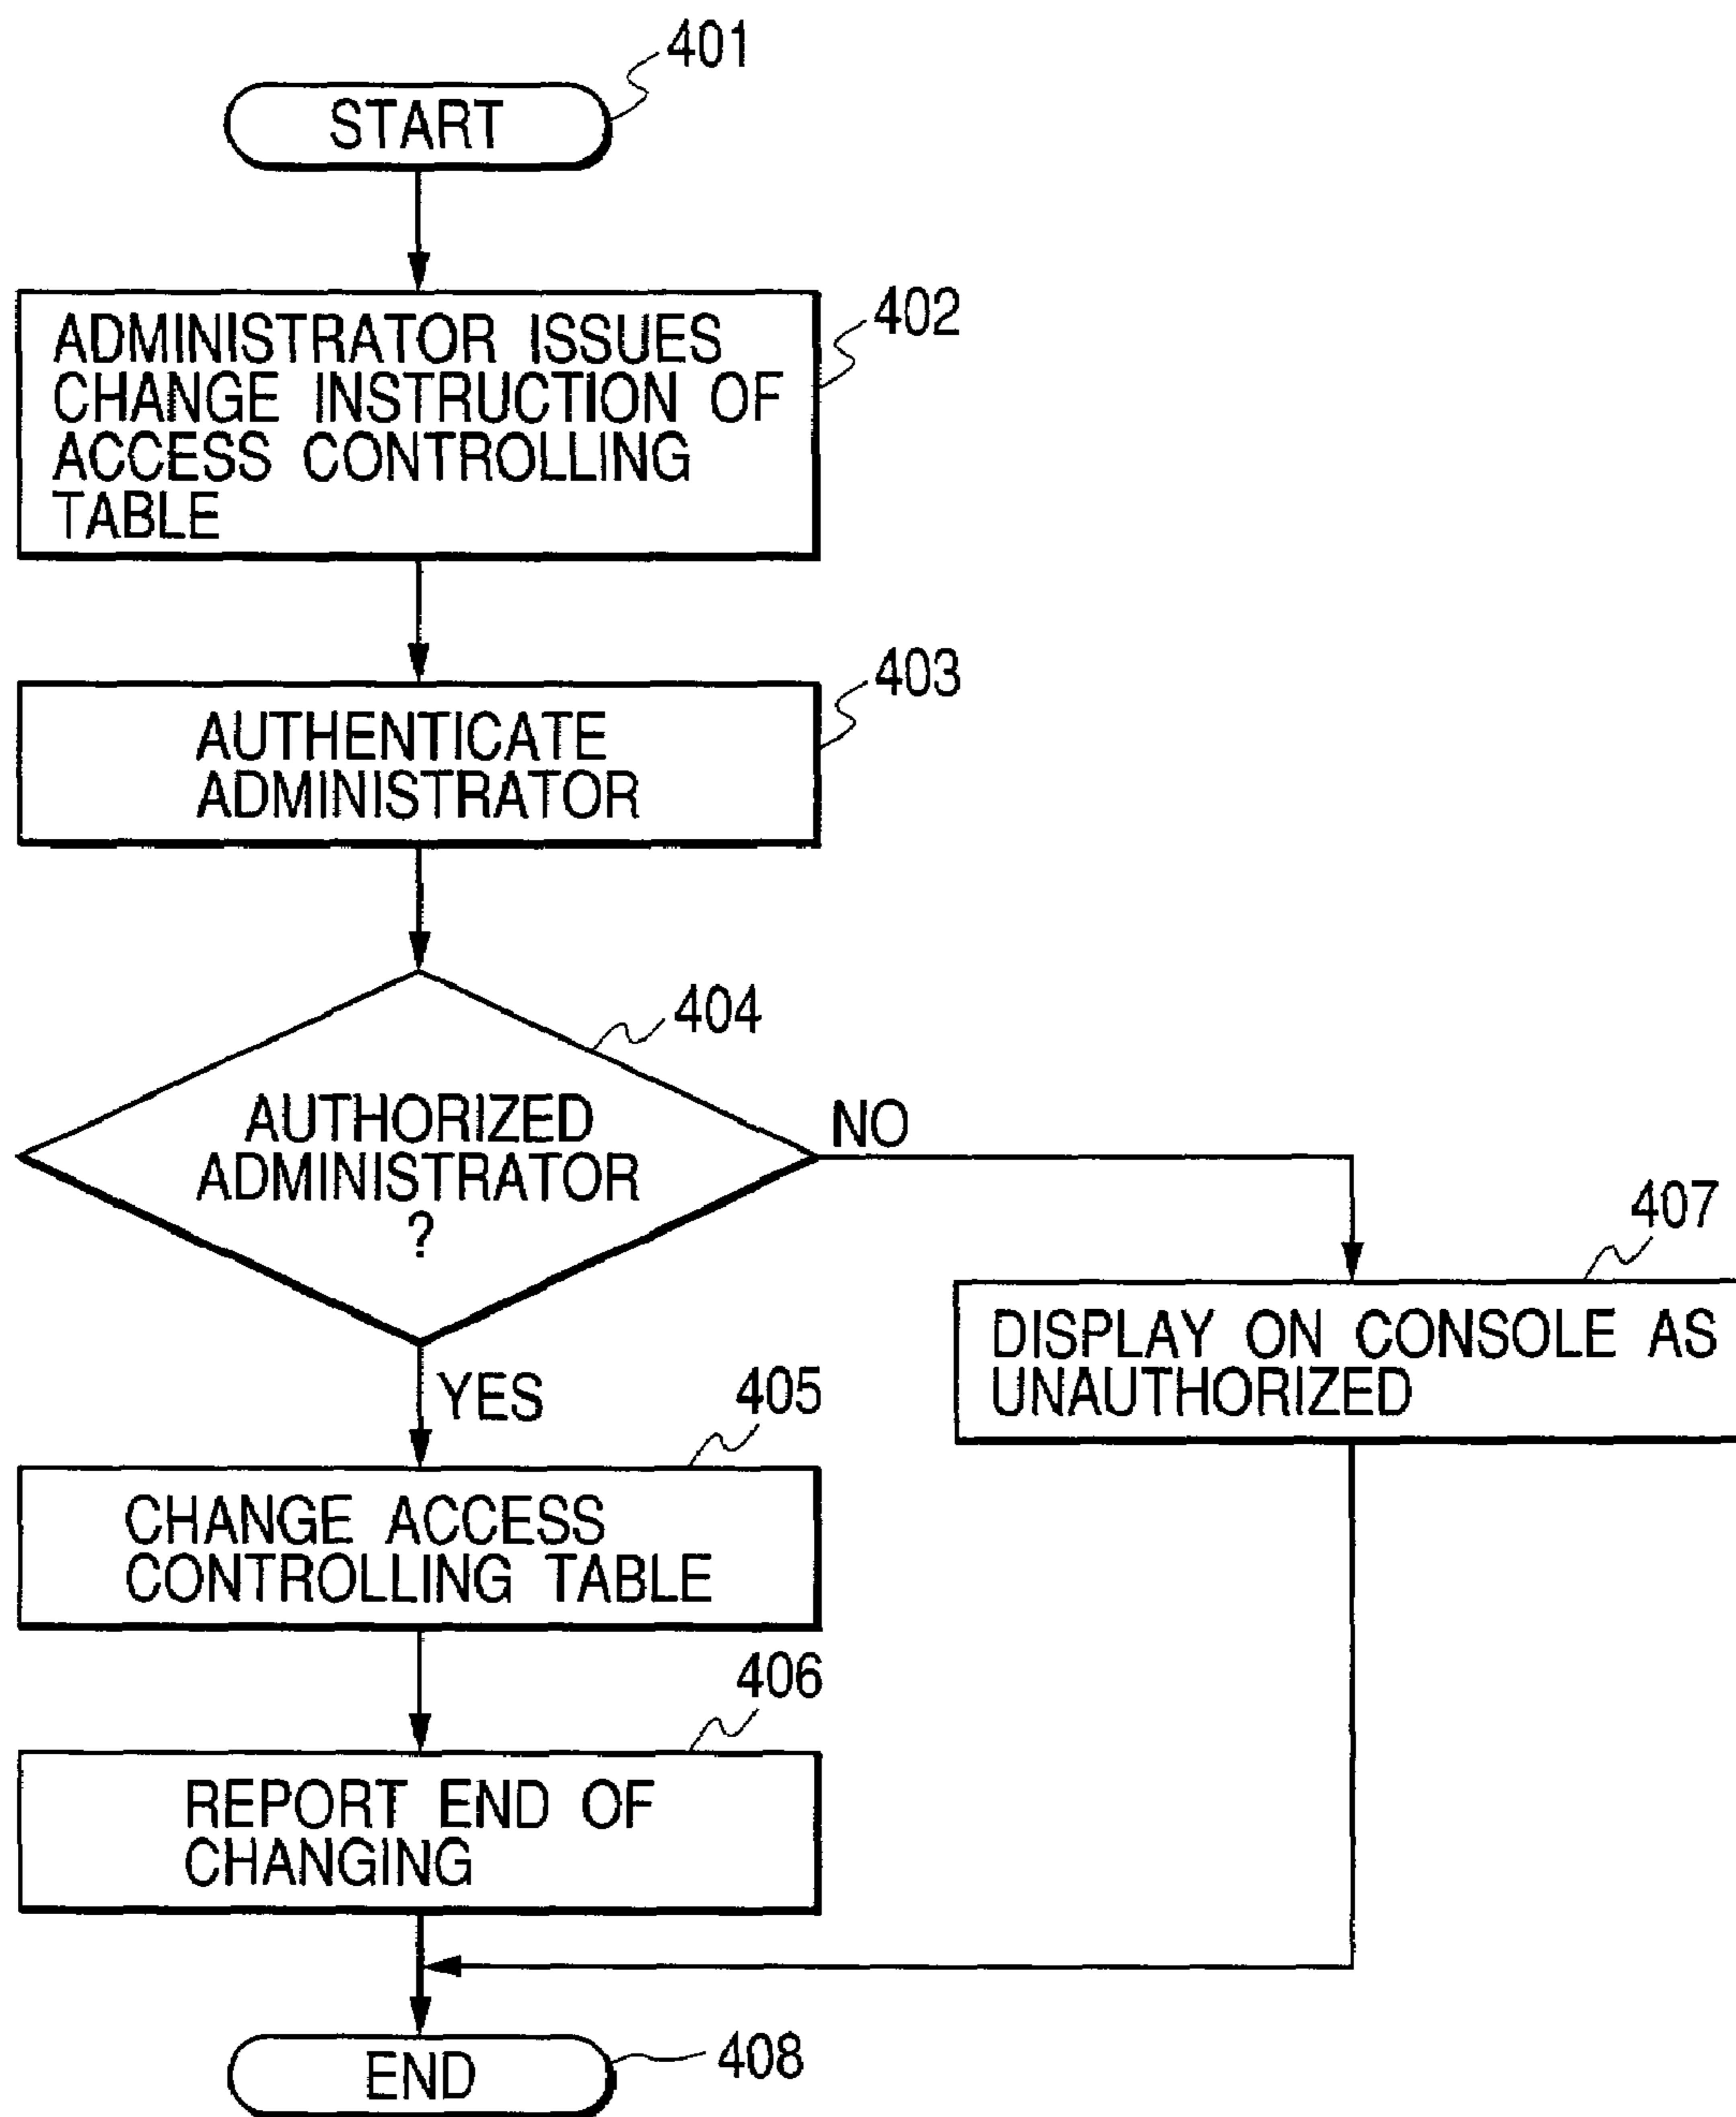 401
START
402
ADMINISTRATOR ISSUES
CHANGE INSTRUCTION OF
ACCESS CONTROLLING
TABLE
403
AUTHENTICATE
ADMINISTRATOR
404
AUTHORIZED
ADMINISTRATOR
?
NO
407
DISPLAY ON CONSOLE AS
UNAUTHORIZED
YES
405
CHANGE ACCESS
CONTROLLING TABLE
406
REPORT END OF
CHANGING
END
408